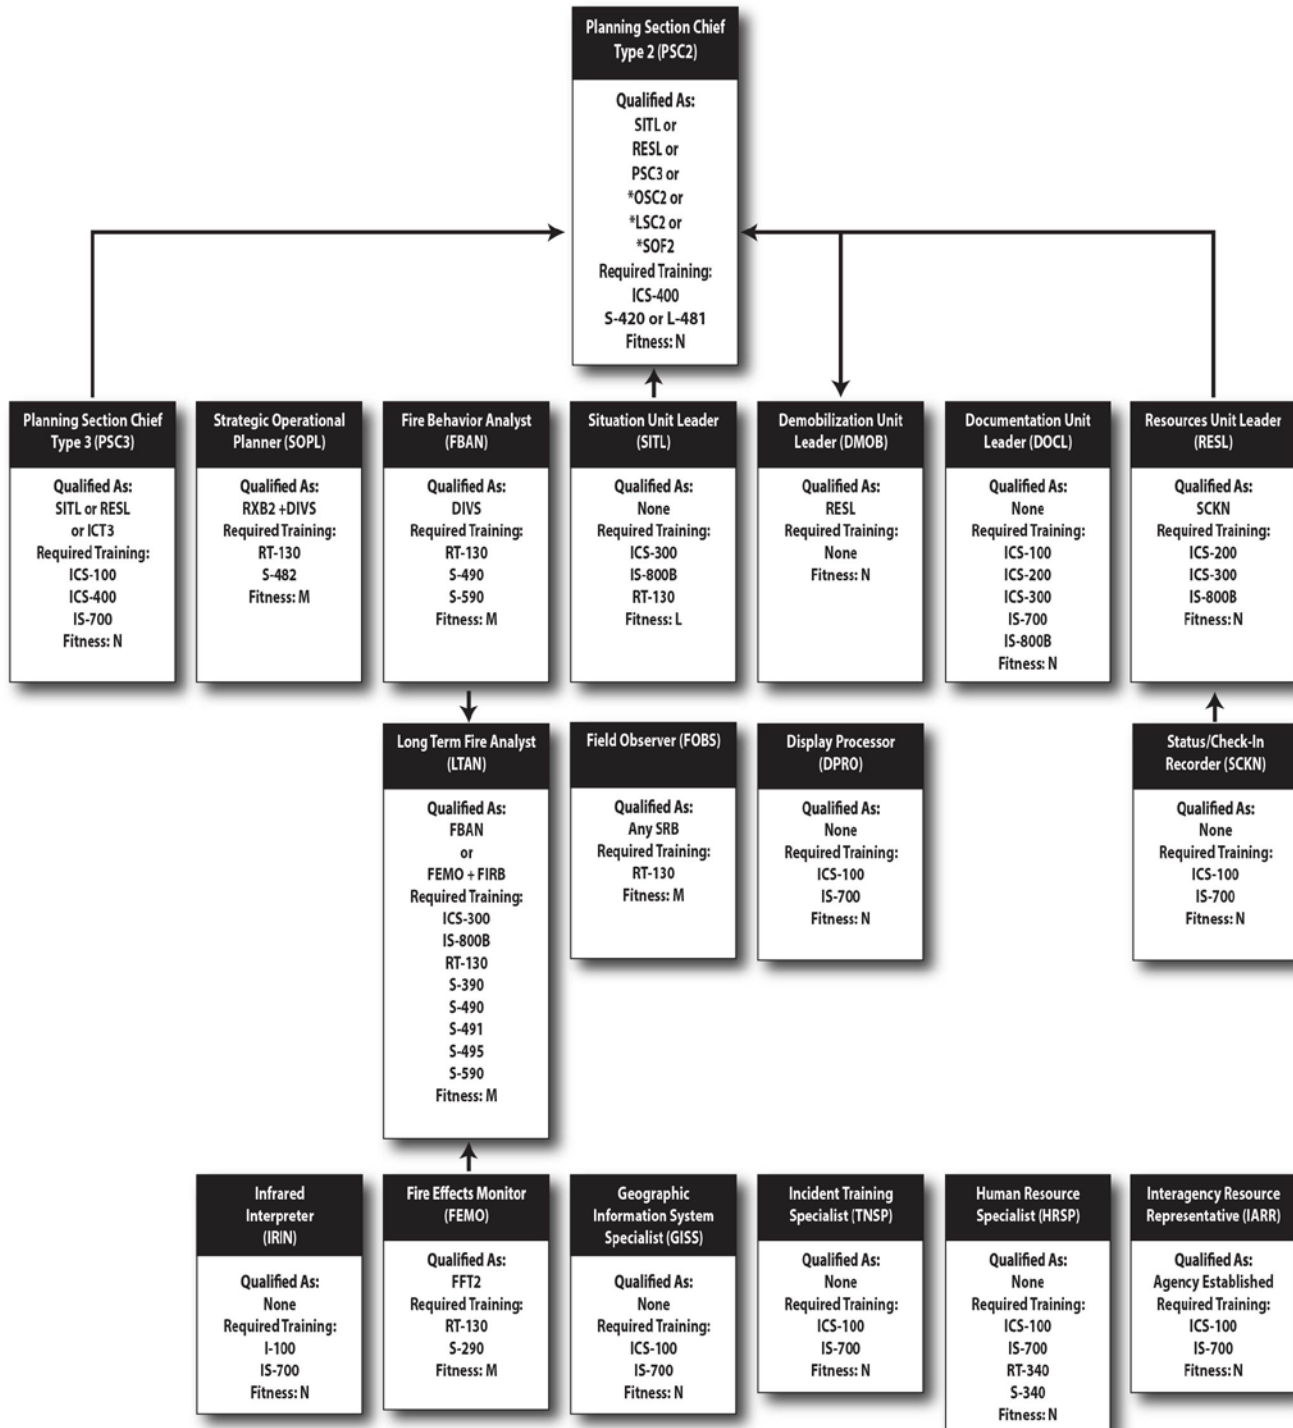 Planning Section Chief
Type 2 (PSC2)
Qualified As:
SITL or
RESL or
PSC3 or
*OSC2 or
*LSC2 or
*SOF2
Required Training:
ICS-400
S-420 or L-481
Fitness: N
Planning Section Chief
Type 3 (PSC3)
Qualified As:
SITL or RESL
or ICT3
Required Training:
ICS-100
ICS-400
IS-700
Fitness: N
Strategic Operational
Planner (SOPL)
Qualified As:
RXB2 +DIVS
Required Training:
RT-130
S-482
Fitness: M
Fire Behavior Analyst
(FBAN)
Qualified As:
DIVS
Required Training:
RT-130
S-490
S-590
Fitness: M
Situation Unit Leader
(SITL)
Qualified As:
None
Required Training:
ICS-300
IS-800B
RT-130
Fitness: L
Demobilization Unit
Leader (DMOB)
Qualified As:
RESL
Required Training:
None
Fitness: N
Documentation Unit
Leader (DOCL)
Qualified As:
None
Required Training:
ICS-100
ICS-200
ICS-300
IS-700
IS-800B
Fitness: N
Resources Unit Leader
(RESL)
Qualified As:
SCKN
Required Training:
ICS-200
ICS-300
IS-800B
Fitness: N
Long Term Fire Analyst
(LTAN)
Qualified As:
FBAN
or
FEMO + FIRB
Required Training:
ICS-300
IS-800B
RT-130
S-390
S-490
S-491
S-495
S-590
Fitness: M
Field Observer (FOBS)
Qualified As:
Any SRB
Required Training:
RT-130
Fitness: M
Display Processor
(DPRO)
Qualified As:
None
Required Training:
ICS-100
IS-700
Fitness: N
Status/Check-In
Recorder (SCKN)
Qualified As:
None
Required Training:
ICS-100
IS-700
Fitness: N
Infrared
Interpreter
(IRIN)
Qualified As:
None
Required Training:
I-100
IS-700
Fitness: N
Fire Effects Monitor
(FEMO)
Qualified As:
FFT2
Required Training:
RT-130
S-290
Fitness: M
Geographic
Information System
Specialist (GISS)
Qualified As:
None
Required Training:
ICS-100
IS-700
Fitness: N
Incident Training
Specialist (TNSP)
Qualified As:
None
Required Training:
ICS-100
IS-700
Fitness: N
Human Resource
Specialist (HRSP)
Qualified As:
None
Required Training:
ICS-100
IS-700
RT-340
S-340
Fitness: N
Interagency Resource
Representative (IARR)
Qualified As:
Agency Established
Required Training:
ICS-100
IS-700
Fitness: N